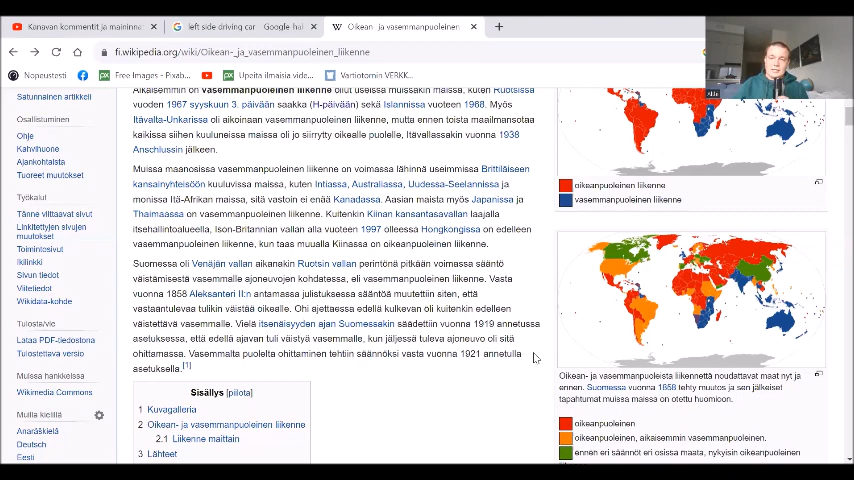 Kanavan kommentit ja maininna
left side driving car - Google-hak
Oikean- ja vasemmanpuoleinen
fi.wikipedia.org/wiki/Oikean-_ja_vasemmanpuoleinen_liikenne
Nopeustesti
Free Images - Pixab...
Upeita ilmaisia vide...
Vartiotornin VERKK...
Alhi
Satunnainen artikkeli
Osallistuminen
Ohje
Kahvihuone
Ajankohtaista
Tuoreet muutokset
Työkalut
Tänne viittaavat sivut
Linkitettyjen sivujen
muutokset
Toimintosivut
Ikilinkki
Sivun tiedot
Viitetiedot
Wikidata-kohde
Tulosta/vie
Lataa PDF-tiedostona
Tulostettava versio
Muissa hankkeissa
Wikimedia Commons
Muilla kielillä
Anarâškielâ
Deutsch
Eesti
Aikaisemmin on vasemmanpuoleinen liikenne ollut useissa muissakin maissa, kuten Ruotsissa
vuoden 1967 syyskuun 3. päivään saakka (H-päivään) sekä Islannissa vuoteen 1968. Myös
Itävalta-Unkarissa oli aikoinaan vasemmanpuoleinen liikenne, mutta ennen toista maailmansotaa
kaikissa siihen kuuluneissa maissa oli jo siirrytty oikealle puolelle, Itävallassakin vuonna 1938
Anschlussin jälkeen.
Muissa maanosissa vasemmanpuoleinen liikenne on voimassa lähinnä useimmissa Brittiläiseen
kansainyhteisöön kuuluvissa maissa, kuten Intiassa, Australiassa, Uudessa-Seelannissa ja
monissa Itä-Afrikan maissa, sitä vastoin ei enää Kanadassa. Aasian maista myös Japanissa ja
Thaimaassa on vasemmanpuoleinen liikenne. Kuitenkin Kiinan kansantasavallan laajalla
itsehallintoalueella, Ison-Britannian vallan alla vuoteen 1997 olleessa Hongkongissa on edelleen
vasemmanpuoleinen liikenne, kun taas muualla Kiinassa on oikeanpuoleinen liikenne.
Suomessa oli Venäjän vallan aikanakin Ruotsin vallan perintönä pitkään voimassa sääntö
väistämisestä vasemmalle ajoneuvojen kohdatessa, eli vasemmanpuoleinen liikenne. Vasta
vuonna 1858 Aleksanteri II:n antamassa julistuksessa sääntöä muutettiin siten, että
vastaantulevaa tulikin väistää oikealle. Ohi ajettaessa edellä kulkevan oli kuitenkin edelleen
väistettävä vasemmalle. Vielä itsenäisyyden ajan Suomessakin säädettiin vuonna 1919 annetussa
asetuksessa, että edellä ajavan tuli väistyä vasemmalle, kun jäljessä tuleva ajoneuvo oli sitä
ohittamassa. Vasemmalta puolelta ohittaminen tehtiin säännöksi vasta vuonna 1921 annetulla
asetuksella.[1]
Sisällys [piilota]
1 Kuvagalleria
2 Oikean- ja vasemmanpuoleinen liikenne
2.1 Liikenne maittain
3 Lähteet
oikeanpuoleinen liikenne
vasemmanpuoleinen liikenne
Oikean- ja vasemmanpuoleista liikennettä noudattavat maat nyt ja
ennen. Suomessa vuonna 1858 tehty muutos ja sen jälkeiset
tapahtumat muissa maissa on otettu huomioon.
oikeanpuoleinen
oikeanpuoleinen, aikaisemmin vasemmanpuoleinen.
ennen eri säännöt eri osissa maata, nykyisin oikeanpuoleinen